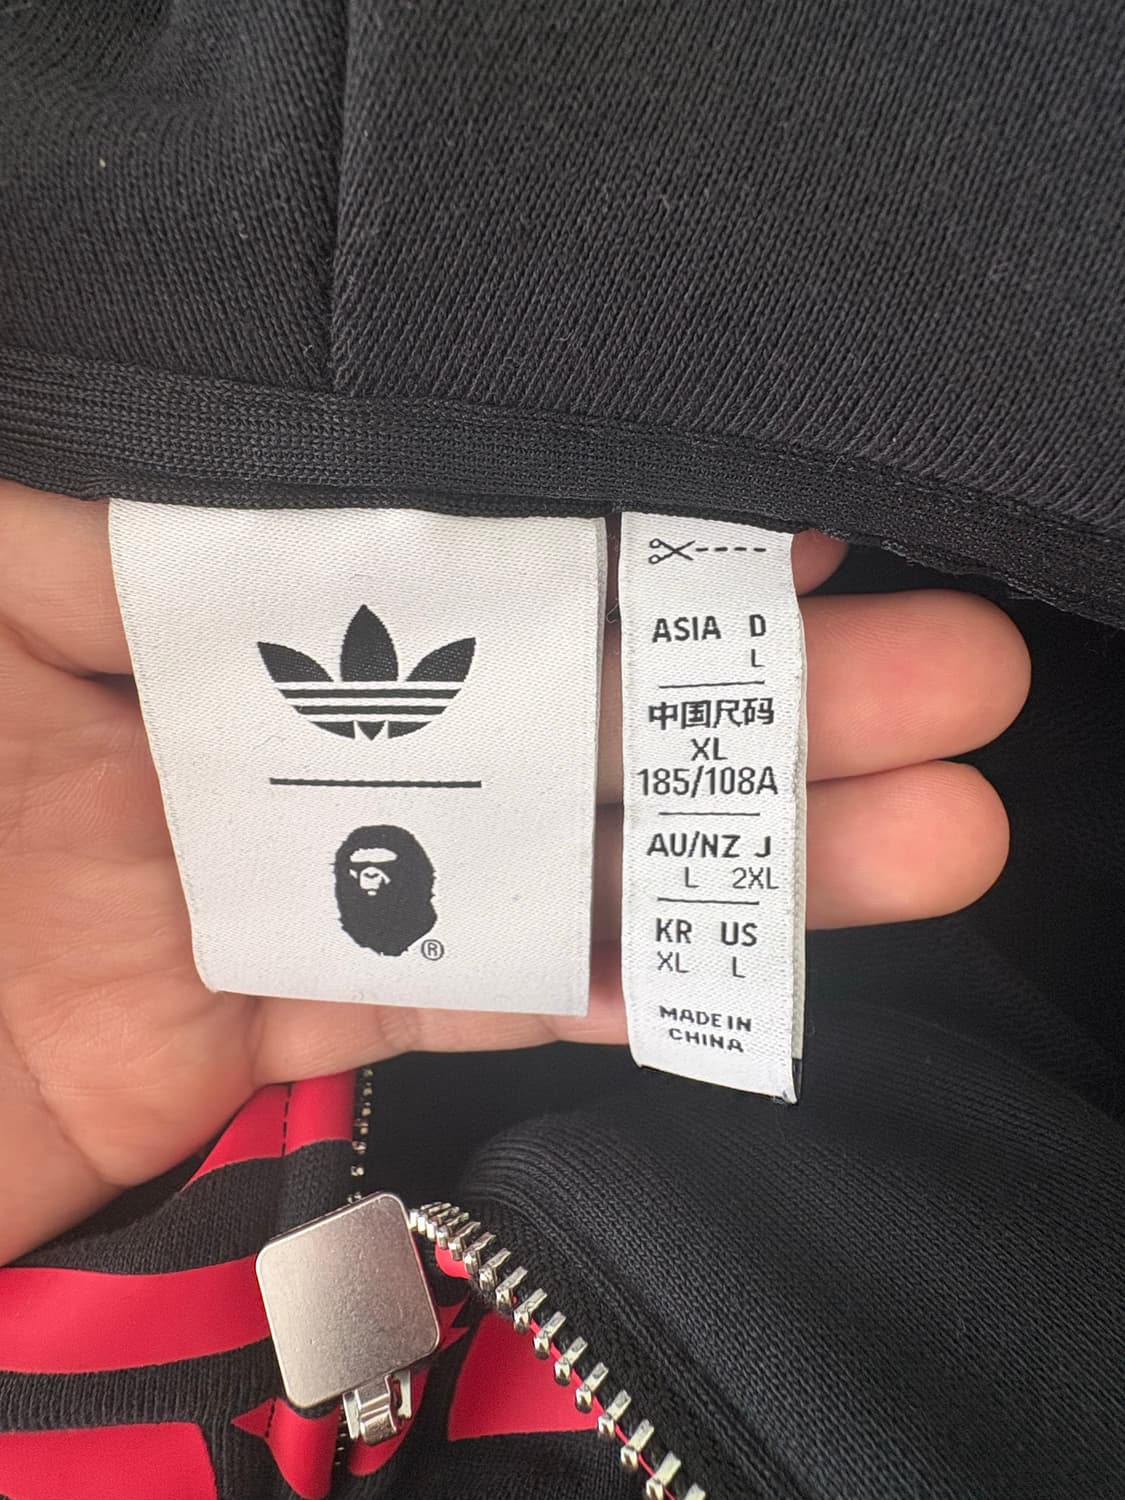 ®
ASIA D
L
中国尺码
XL
185/108A
AU/NZ J
L 2XL
KR US
XL L
MADE IN
CHINA